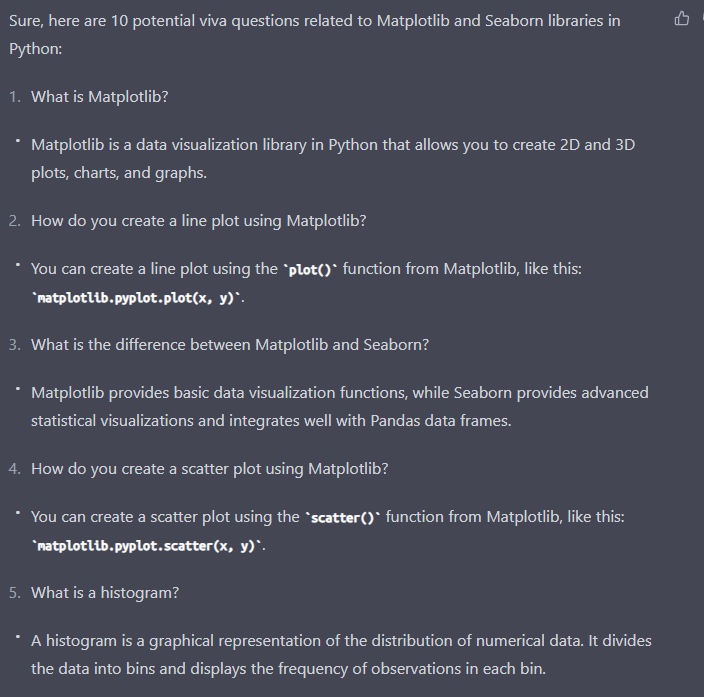 Sure, here are 10 potential viva questions related to Matplotlib and Seaborn libraries in
Python:
1. What is Matplotlib?
• Matplotlib is a data visualization library in Python that allows you to create 2D and 3D
plots, charts, and graphs.
2. How do you create a line plot using Matplotlib?
• You can create a line plot using the `plot()` function from Matplotlib, like this:
`matplotlib.pyplot.plot(x, y)`.
3. What is the difference between Matplotlib and Seaborn?
• Matplotlib provides basic data visualization functions, while Seaborn provides advanced
statistical visualizations and integrates well with Pandas data frames.
4. How do you create a scatter plot using Matplotlib?
• You can create a scatter plot using the `scatter()` function from Matplotlib, like this:
`matplotlib.pyplot.scatter(x, y)`.
5. What is a histogram?
• A histogram is a graphical representation of the distribution of numerical data. It divides
the data into bins and displays the frequency of observations in each bin.